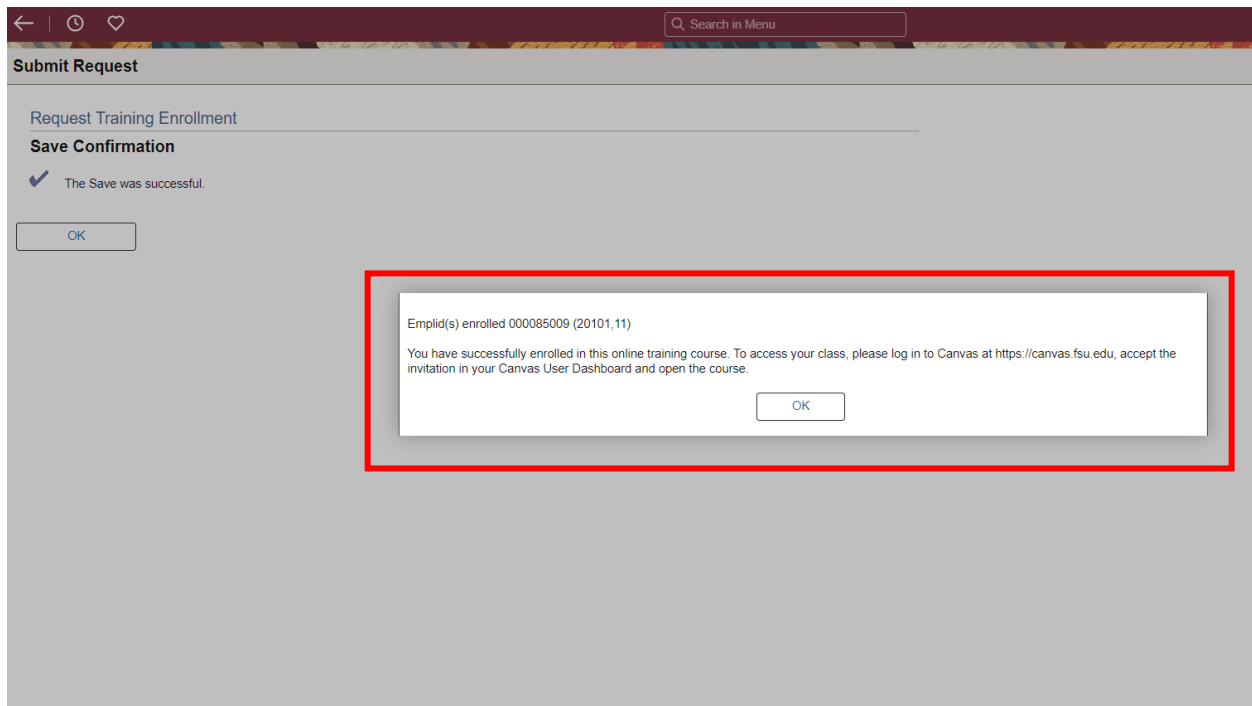 Search in Menu
Submit Request
Request Training Enrollment
Save Confirmation
The Save was successful.
OK
Emplid(s) enrolled 000085009 (20101,11)
You have successfully enrolled in this online training course. To access your class, please log in to Canvas at https://canvas.fsu.edu, accept the
invitation in your Canvas User Dashboard and open the course.
OK